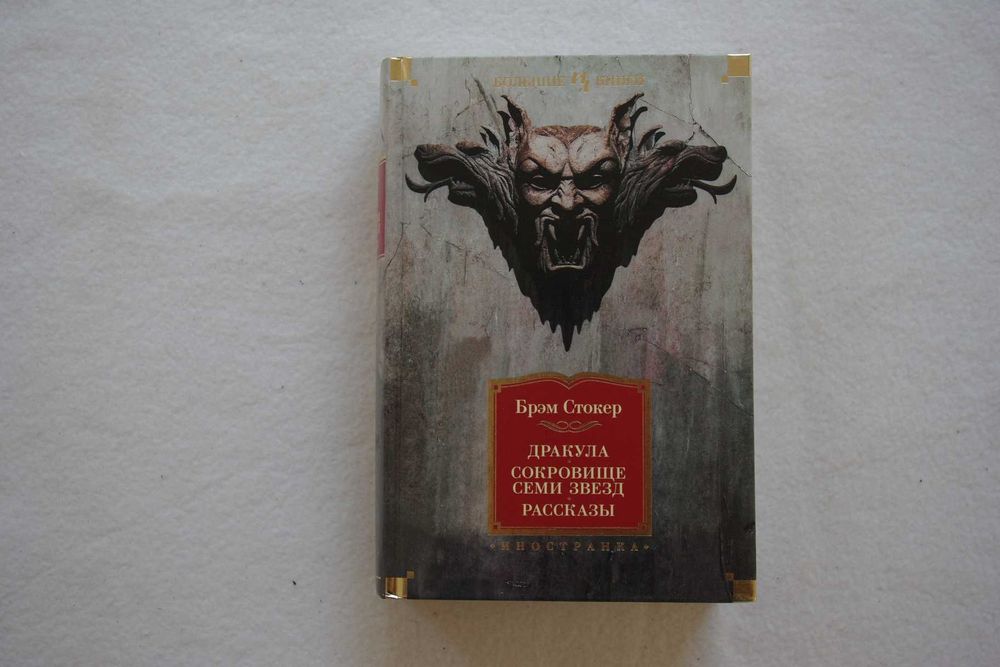 БОЛЬШИЕ КНИГИ
Брэм Стокер
ДРАКУЛА
СОКРОВИЩЕ
СЕМИ ЗВЕЗД
РАССКАЗЫ
«ИНОСТРАНКА»